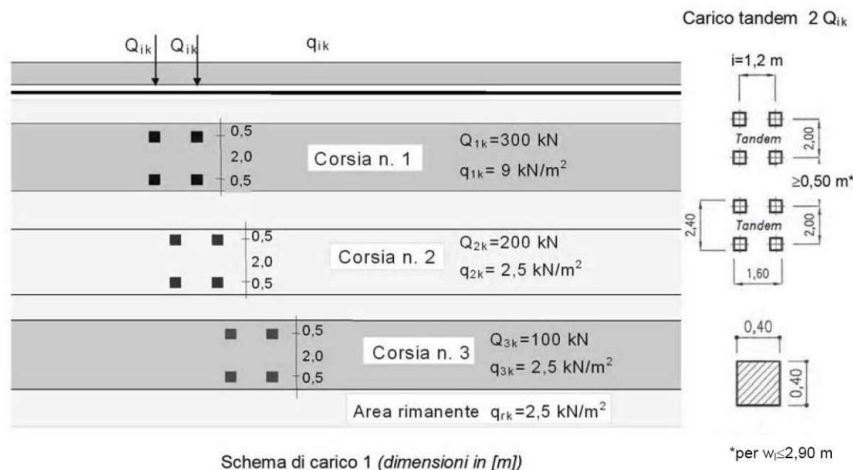 Carico tandem 2 Qik
Qik Qik qik
i=1,2 m
0,5
2,0
0,5
Corsia n. 1
Q1k=300 kN
q1k= 9 kN/m²
Tandem
2,00
≥0,50 m*
0,5
2,0
0,5
Corsia n. 2
Q2k=200 kN
q2k= 2,5 kN/m²
2,40
Tandem
2,00
1,60
0,5
2,0
0,5
Corsia n. 3
Q3k=100 kN
q3k= 2,5 kN/m²
0,40
0,40
Area rimanente qrk=2,5 kN/m²
Schema di carico 1 (dimensioni in [m])
*per wl≤2,90 m